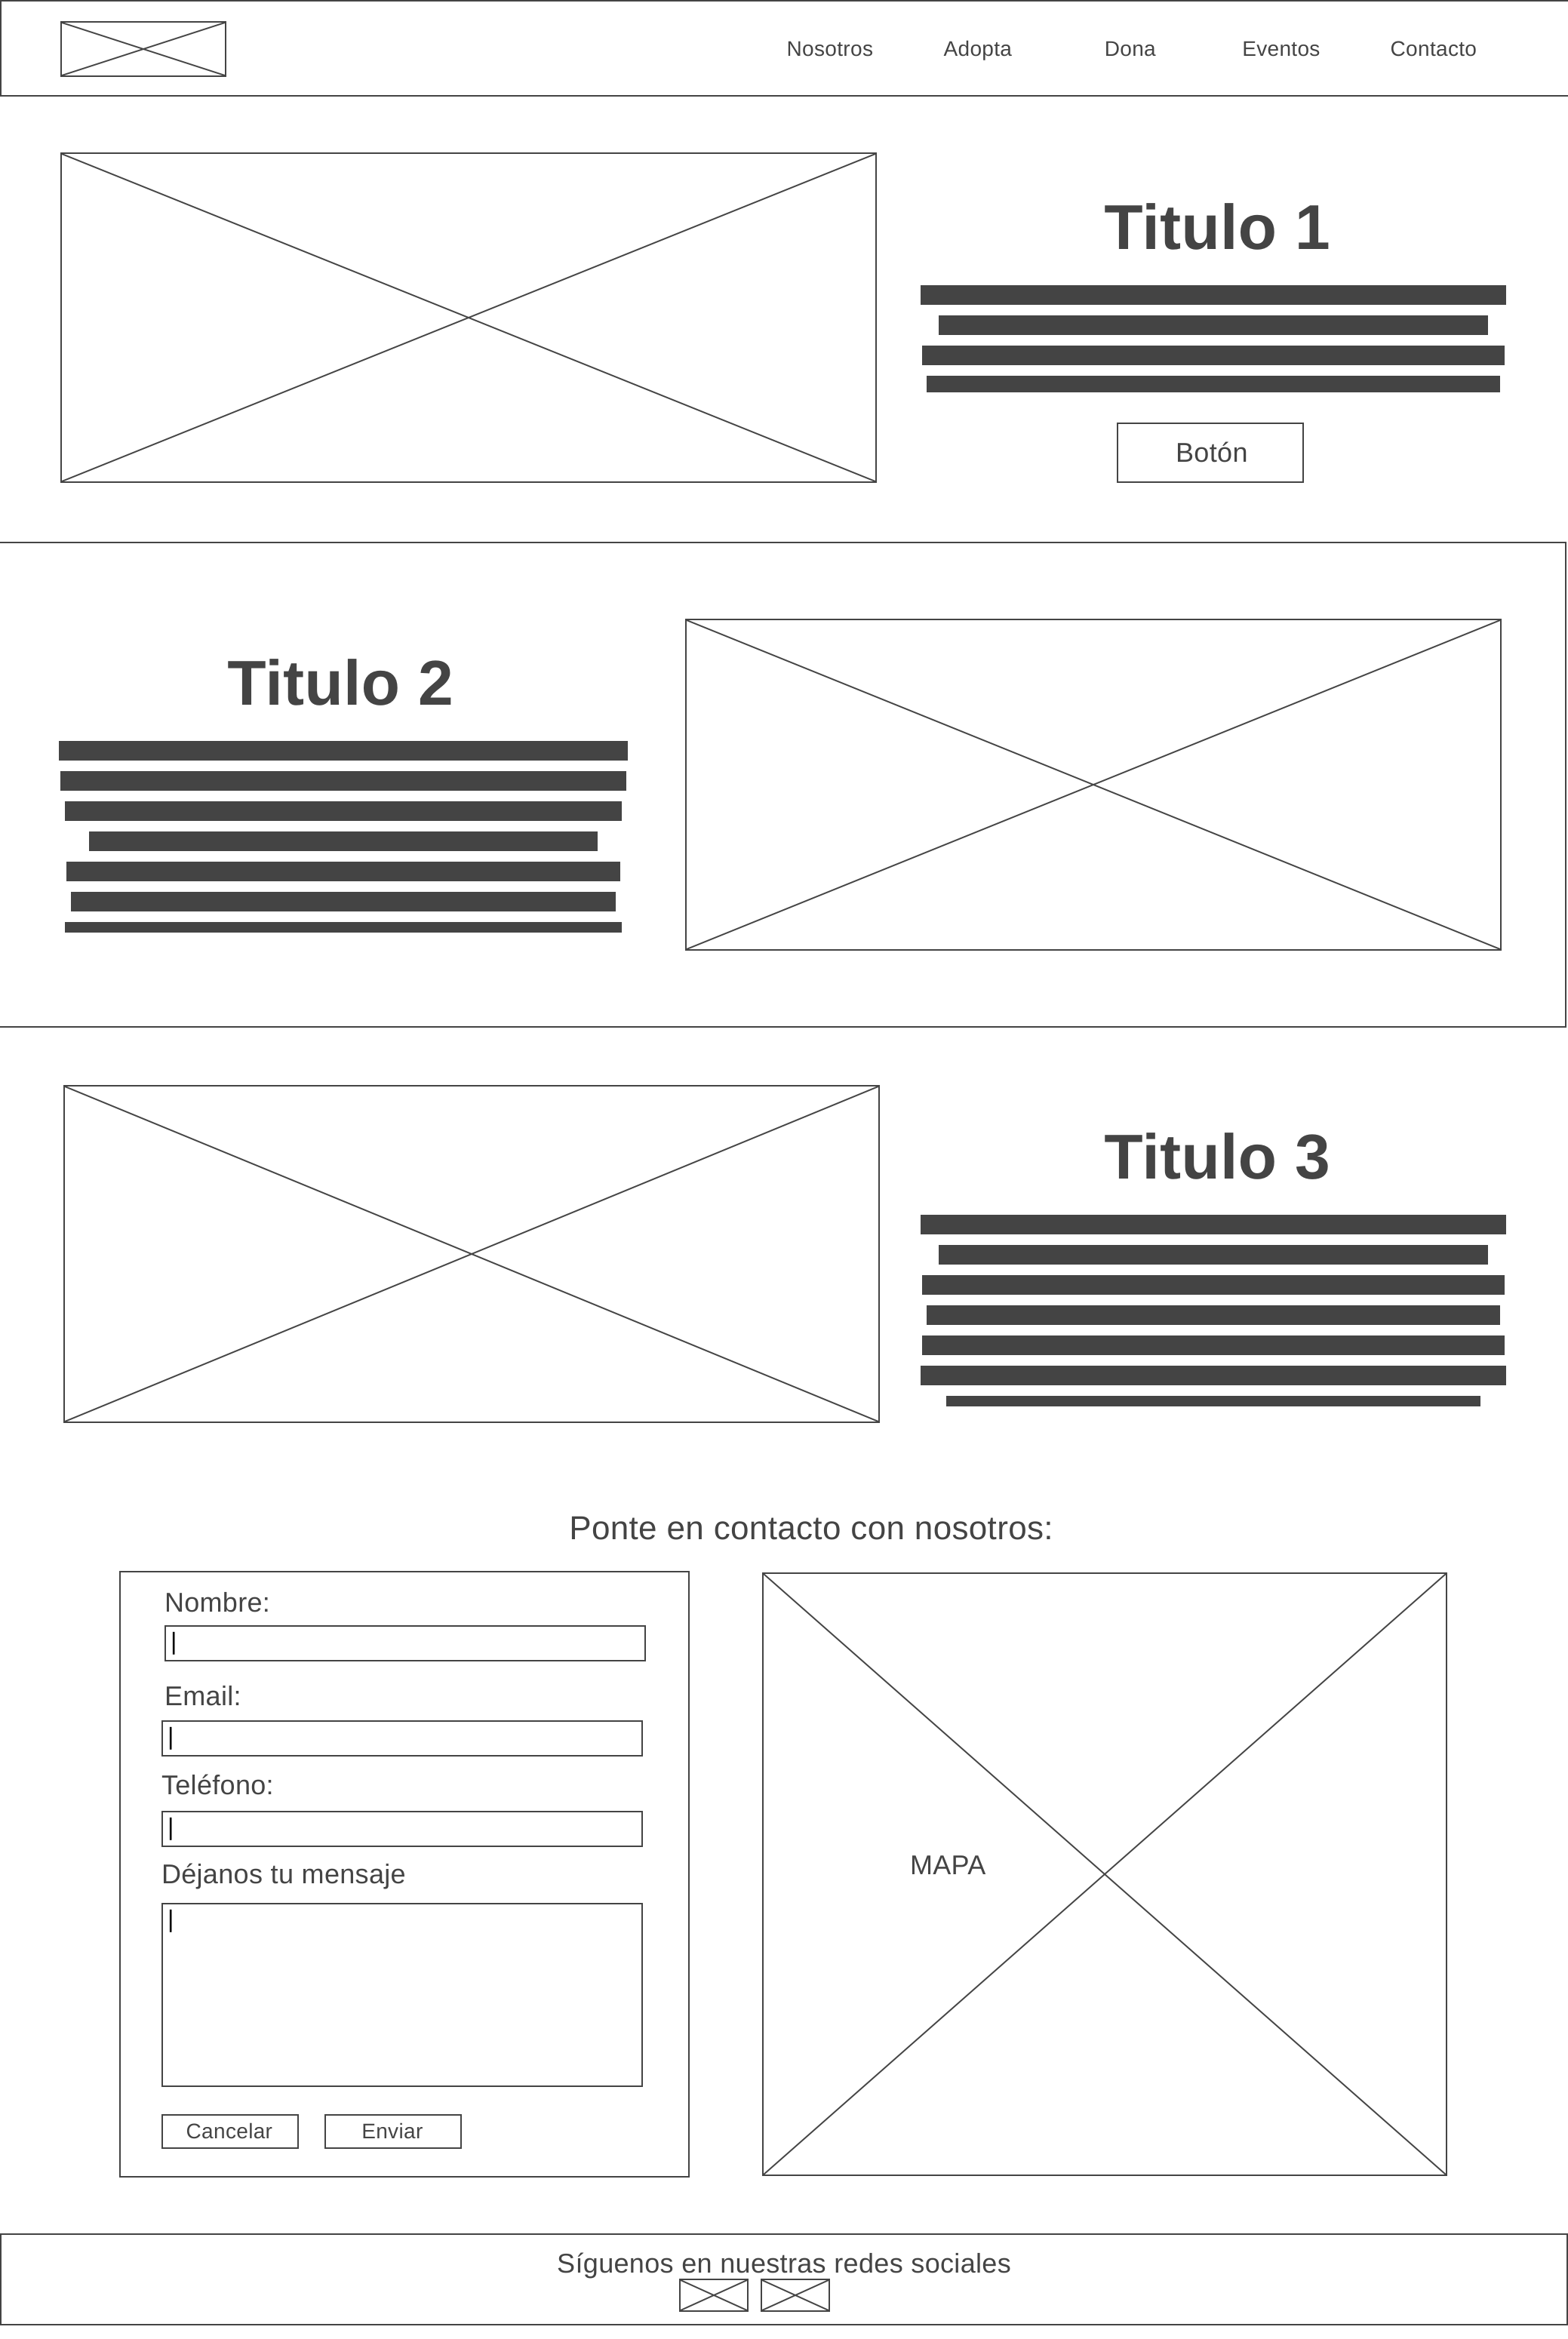 Nosotros Adopta Dona Eventos Contacto
Titulo 1
Botón
Titulo 2
Titulo 3
Ponte en contacto con nosotros:
Nombre:
Email:
Teléfono:
Déjanos tu mensaje
Cancelar Enviar
MAPA
Síguenos en nuestras redes sociales